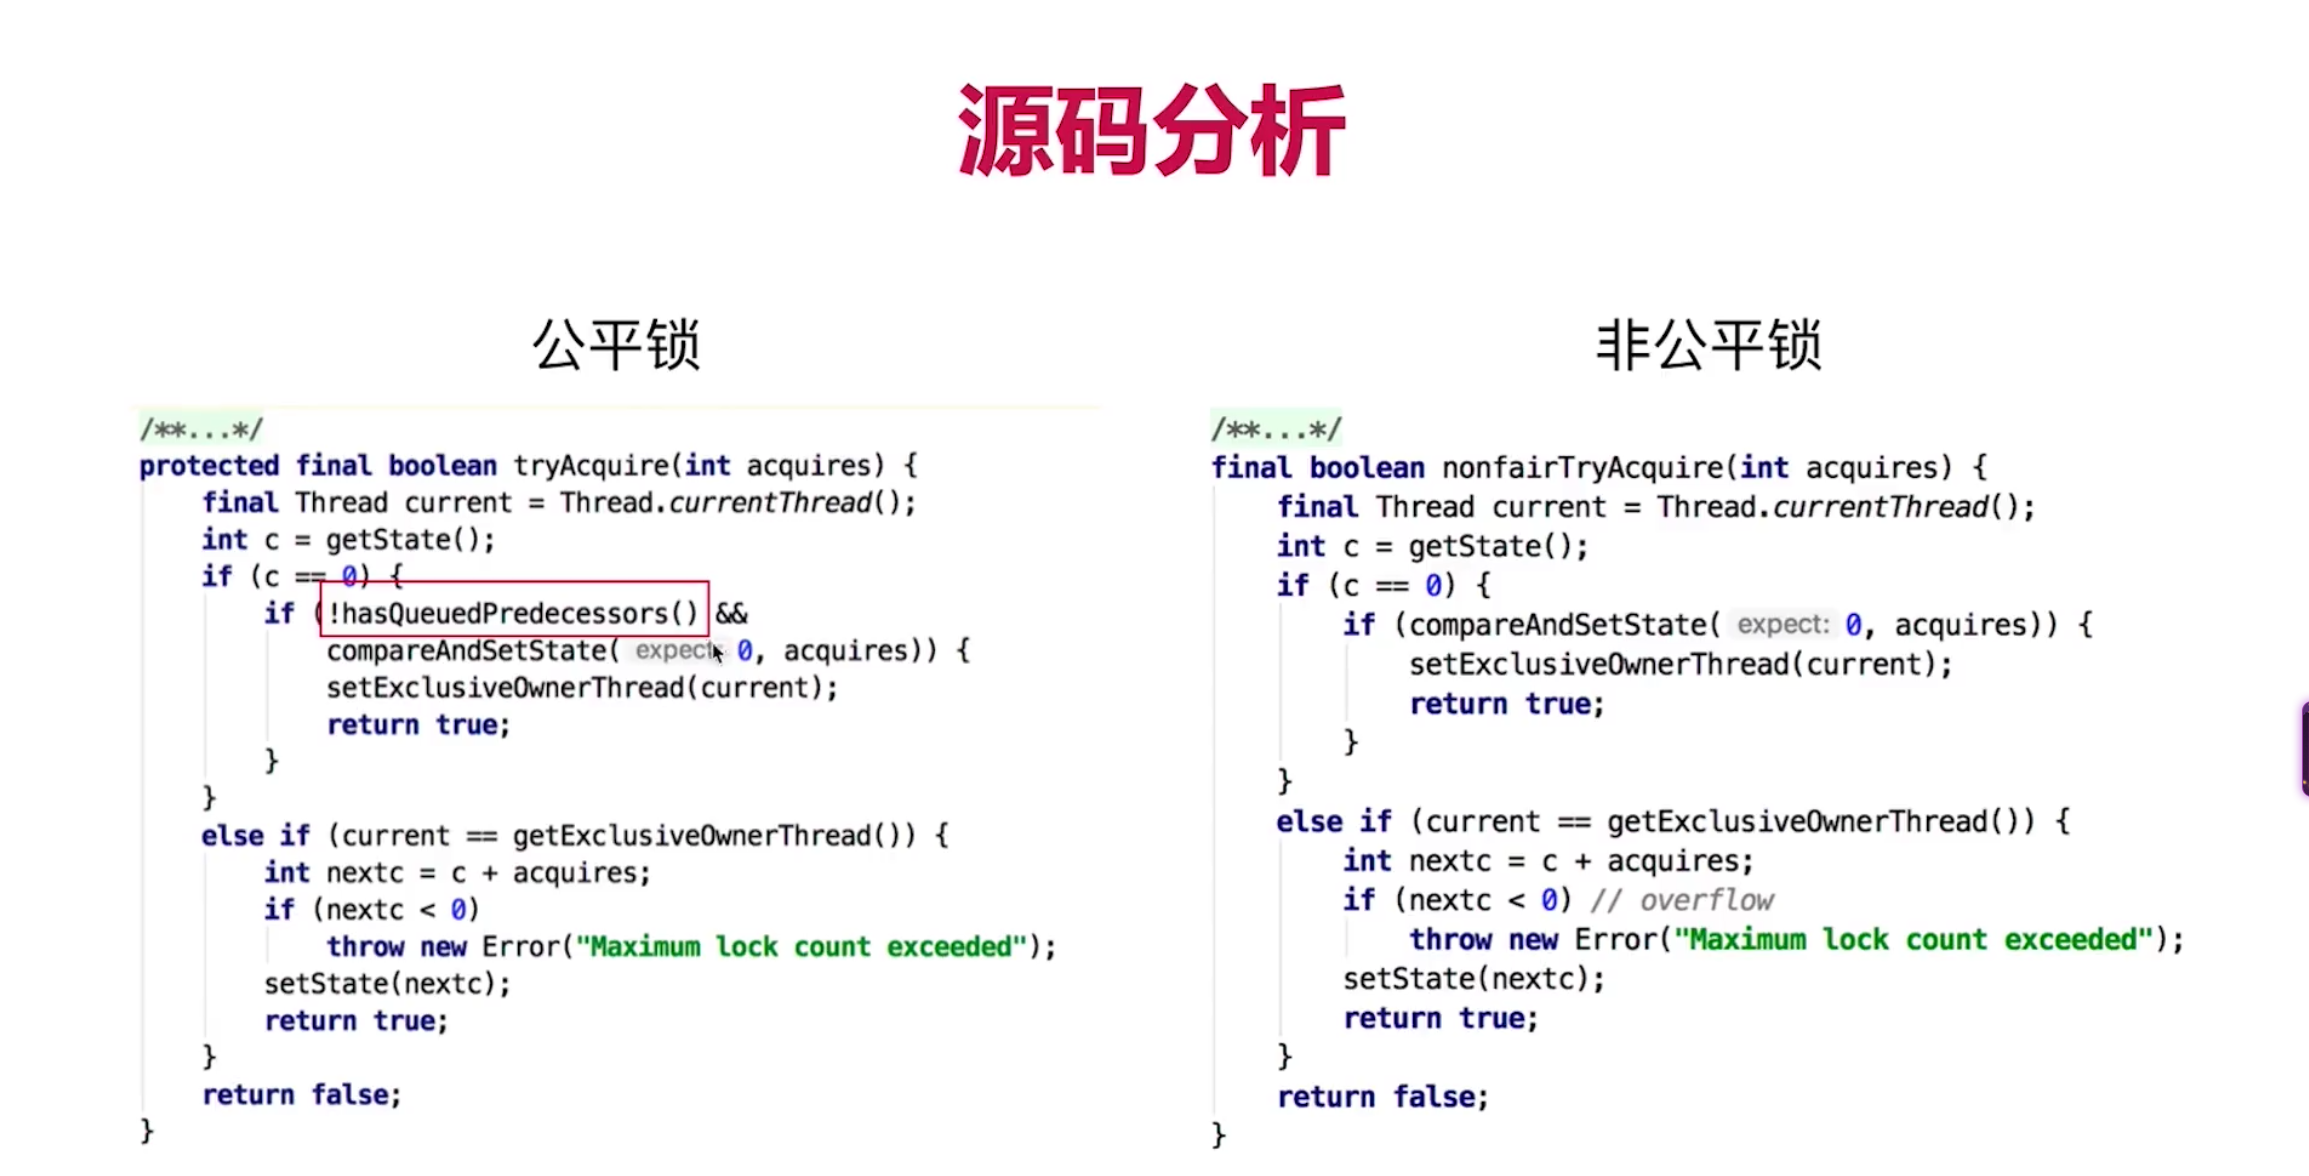 源码分析
公平锁
/**...*/
protected final boolean tryAcquire(int acquires) {
final Thread current = Thread.currentThread();
int c = getState();
if (c == 0) {
if (!hasQueuedPredecessors() &&
compareAndSetState( expect: 0, acquires)) {
setExclusiveOwnerThread(current);
return true;
}
}
else if (current == getExclusiveOwnerThread()) {
int nextc = c + acquires;
if (nextc < 0)
throw new Error("Maximum lock count exceeded");
setState(nextc);
return true;
}
return false;
}
非公平锁
/**...*/
final boolean nonfairTryAcquire(int acquires) {
final Thread current = Thread.currentThread();
int c = getState();
if (c == 0) {
if (compareAndSetState( expect: 0, acquires)) {
setExclusiveOwnerThread(current);
return true;
}
}
else if (current == getExclusiveOwnerThread()) {
int nextc = c + acquires;
if (nextc < 0) // overflow
throw new Error("Maximum lock count exceeded");
setState(nextc);
return true;
}
return false;
}